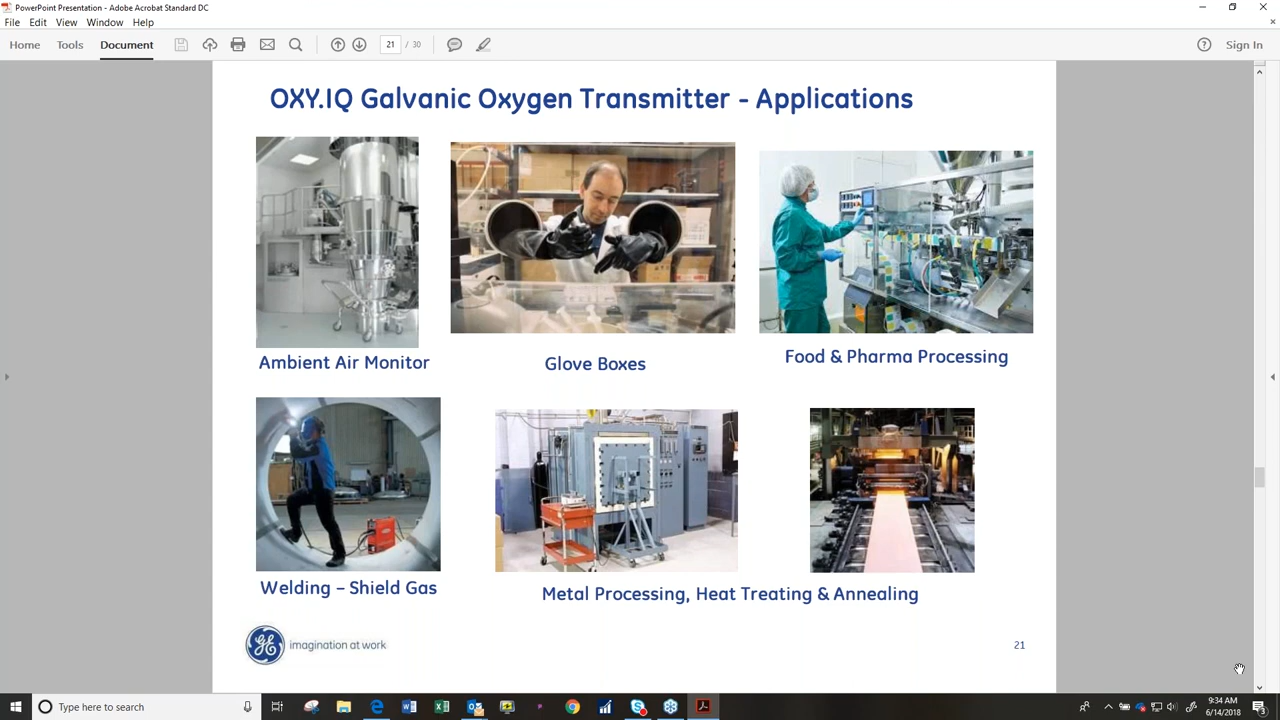 PowerPoint Presentation - Adobe Acrobat Standard DC
File Edit View Window Help
Home Tools Document 21 / 30 Sign In
OXY.IQ Galvanic Oxygen Transmitter - Applications
Ambient Air Monitor
Glove Boxes
Food & Pharma Processing
Welding – Shield Gas
Metal Processing, Heat Treating & Annealing
imagination at work
21
Type here to search
9:34 AM
6/14/2018